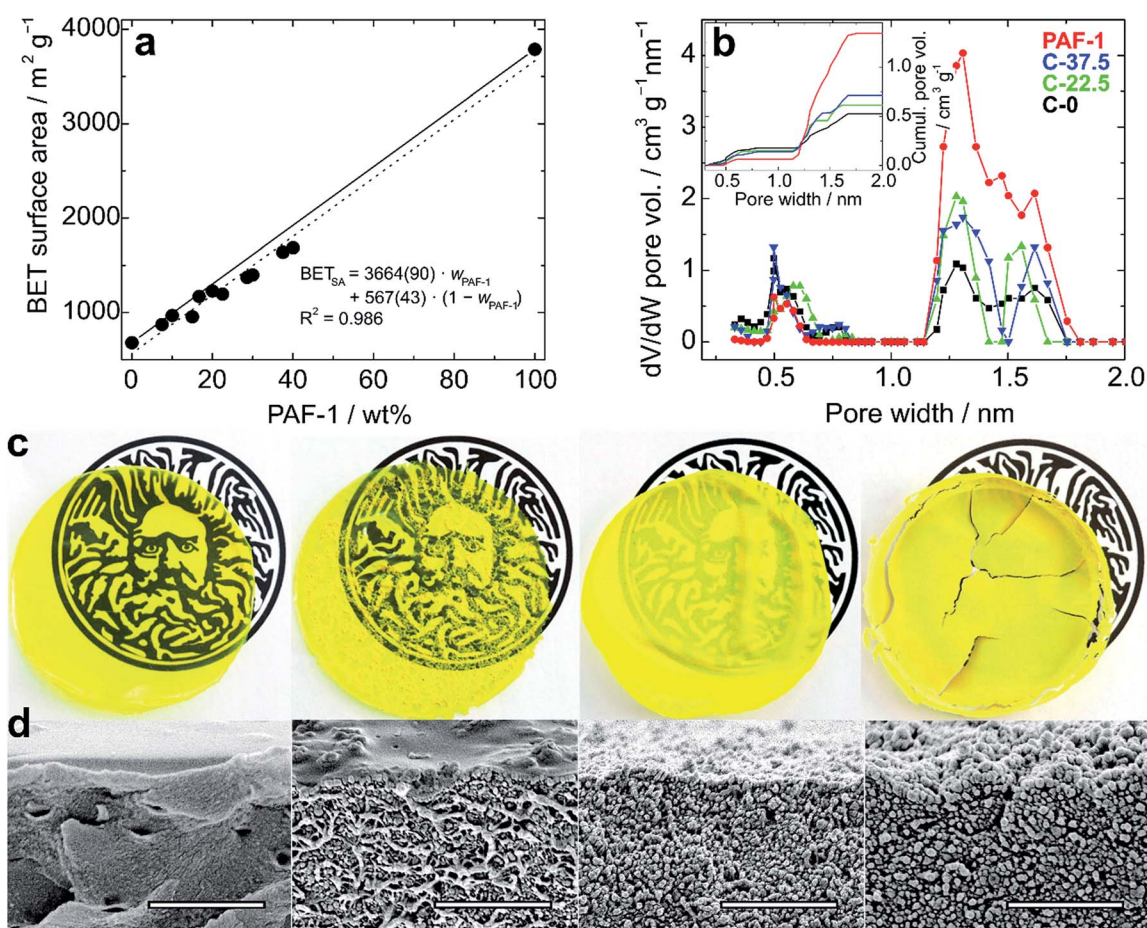 a
BET surface area / m² g⁻¹
4000
3000
2000
1000
0
20
40
60
80
100
PAF-1 / wt%
BET_SA = 3664(90) · w_PAF-1
+ 567(43) · (1 − w_PAF-1)
R² = 0.986
b
dV/dW pore vol. / cm³ g⁻¹ nm⁻¹
4
3
2
1
0
0.5
1.0
1.5
2.0
Pore width / nm
PAF-1
C-37.5
C-22.5
C-0
1.0
0.5
0.0
Cumul. pore vol.
/ cm³ g⁻¹
0.5
1.0
1.5
2.0
Pore width / nm
c
d